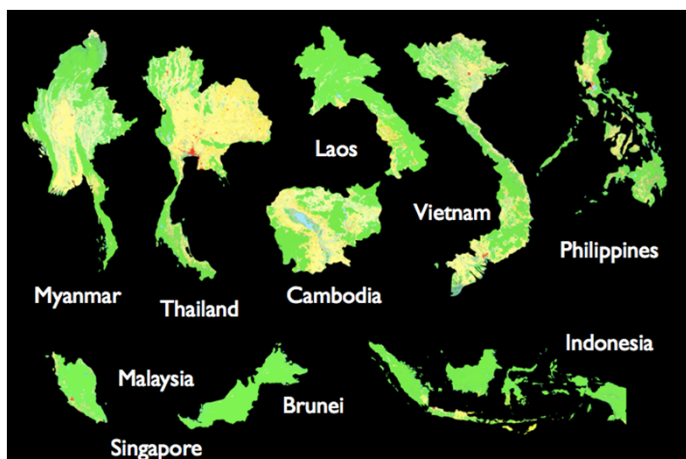 Laos
Vietnam
Philippines
Myanmar
Thailand
Cambodia
Indonesia
Malaysia
Brunei
Singapore